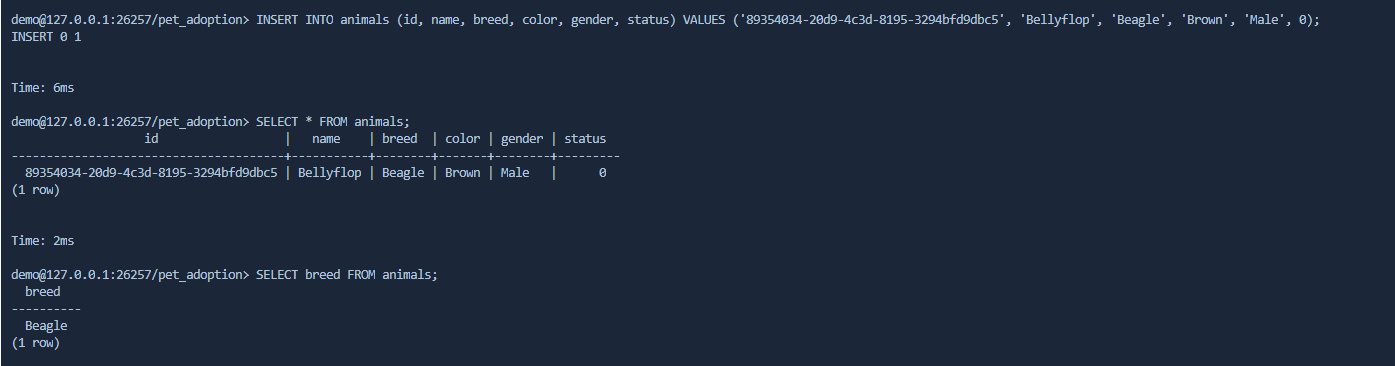 demo@127.0.0.1:26257/pet_adoption> INSERT INTO animals (id, name, breed, color, gender, status) VALUES ('89354034-20d9-4c3d-8195-3294bfd9dbc5', 'Bellyflop', 'Beagle', 'Brown', 'Male', 0);
INSERT 0 1
Time: 6ms
demo@127.0.0.1:26257/pet_adoption> SELECT * FROM animals;
                   id                  |   name    | breed  | color | gender | status
---------------------------------------+-----------+--------+-------+--------+---------
  89354034-20d9-4c3d-8195-3294bfd9dbc5 | Bellyflop | Beagle | Brown | Male   |      0
(1 row)
Time: 2ms
demo@127.0.0.1:26257/pet_adoption> SELECT breed FROM animals;
  breed
----------
  Beagle
(1 row)